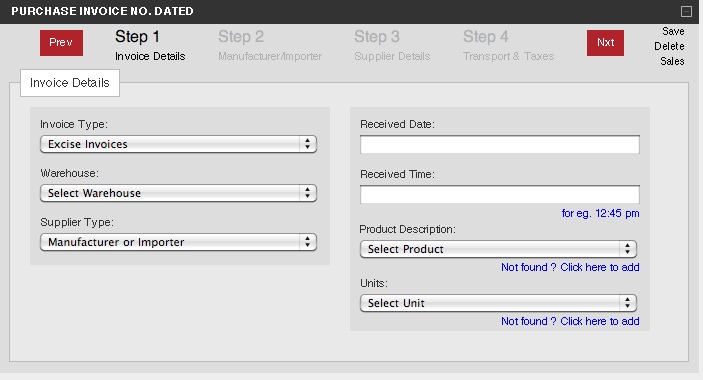 PURCHASE INVOICE NO. DATED
Prev
Step 1
Invoice Details
Step 2
Manufacturer/Importer
Step 3
Supplier Details
Step 4
Transport & Taxes
Nxt
Save
Delete
Sales
Invoice Details
Invoice Type:
Excise Invoices
Warehouse:
Select Warehouse
Supplier Type:
Manufacturer or Importer
Received Date:
Received Time:
for eg. 12:45 pm
Product Description:
Select Product
Not found ? Click here to add
Units:
Select Unit
Not found ? Click here to add